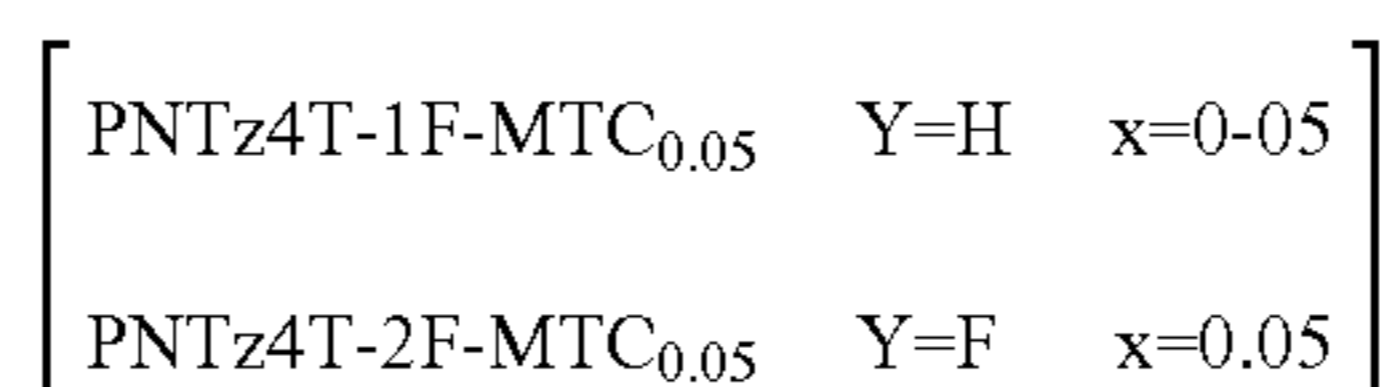 PNTz4T-1F-MTC₀.₀₅ Y=H x=0-05
PNTz4T-2F-MTC₀.₀₅ Y=F x=0.05